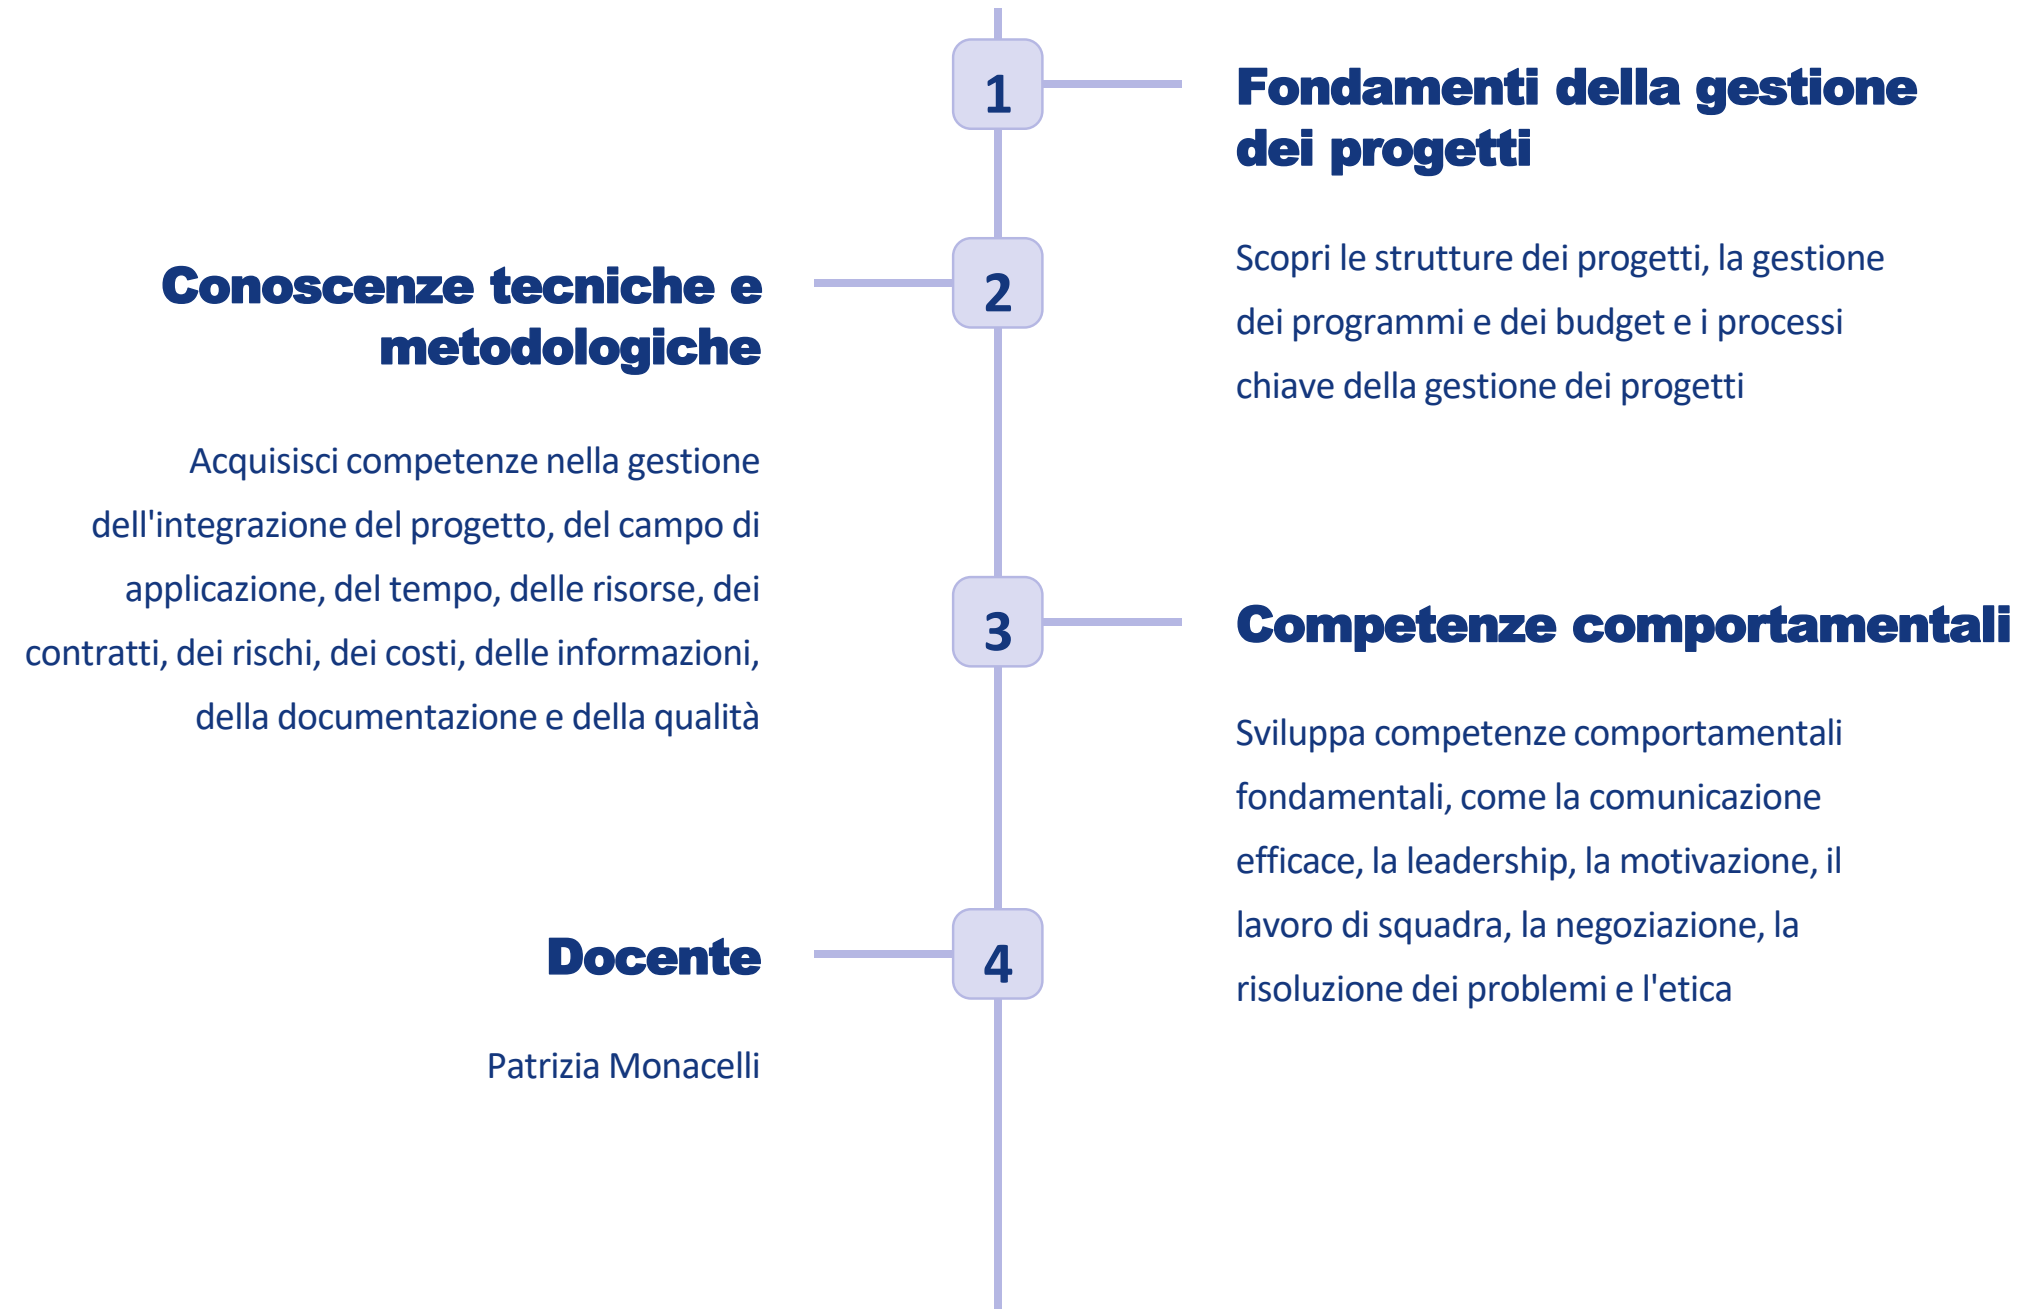 1
Fondamenti della gestione
dei progetti
Scopri le strutture dei progetti, la gestione
dei programmi e dei budget e i processi
chiave della gestione dei progetti
2
Conoscenze tecniche e
metodologiche
Acquisisci competenze nella gestione
dell'integrazione del progetto, del campo di
applicazione, del tempo, delle risorse, dei
contratti, dei rischi, dei costi, delle informazioni,
della documentazione e della qualità
3
Competenze comportamentali
Sviluppa competenze comportamentali
fondamentali, come la comunicazione
efficace, la leadership, la motivazione, il
lavoro di squadra, la negoziazione, la
risoluzione dei problemi e l'etica
4
Docente
Patrizia Monacelli